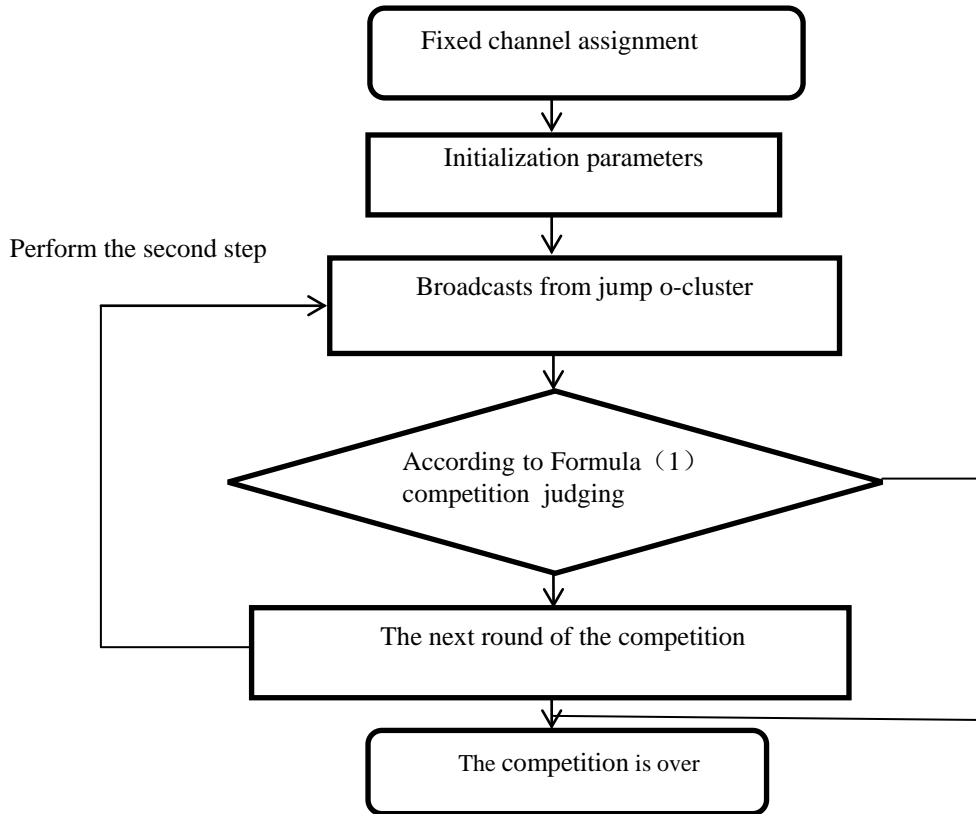 Fixed channel assignment
Initialization parameters
Perform the second step
Broadcasts from jump o-cluster
According to Formula（1）
competition judging
The next round of the competition
The competition is over